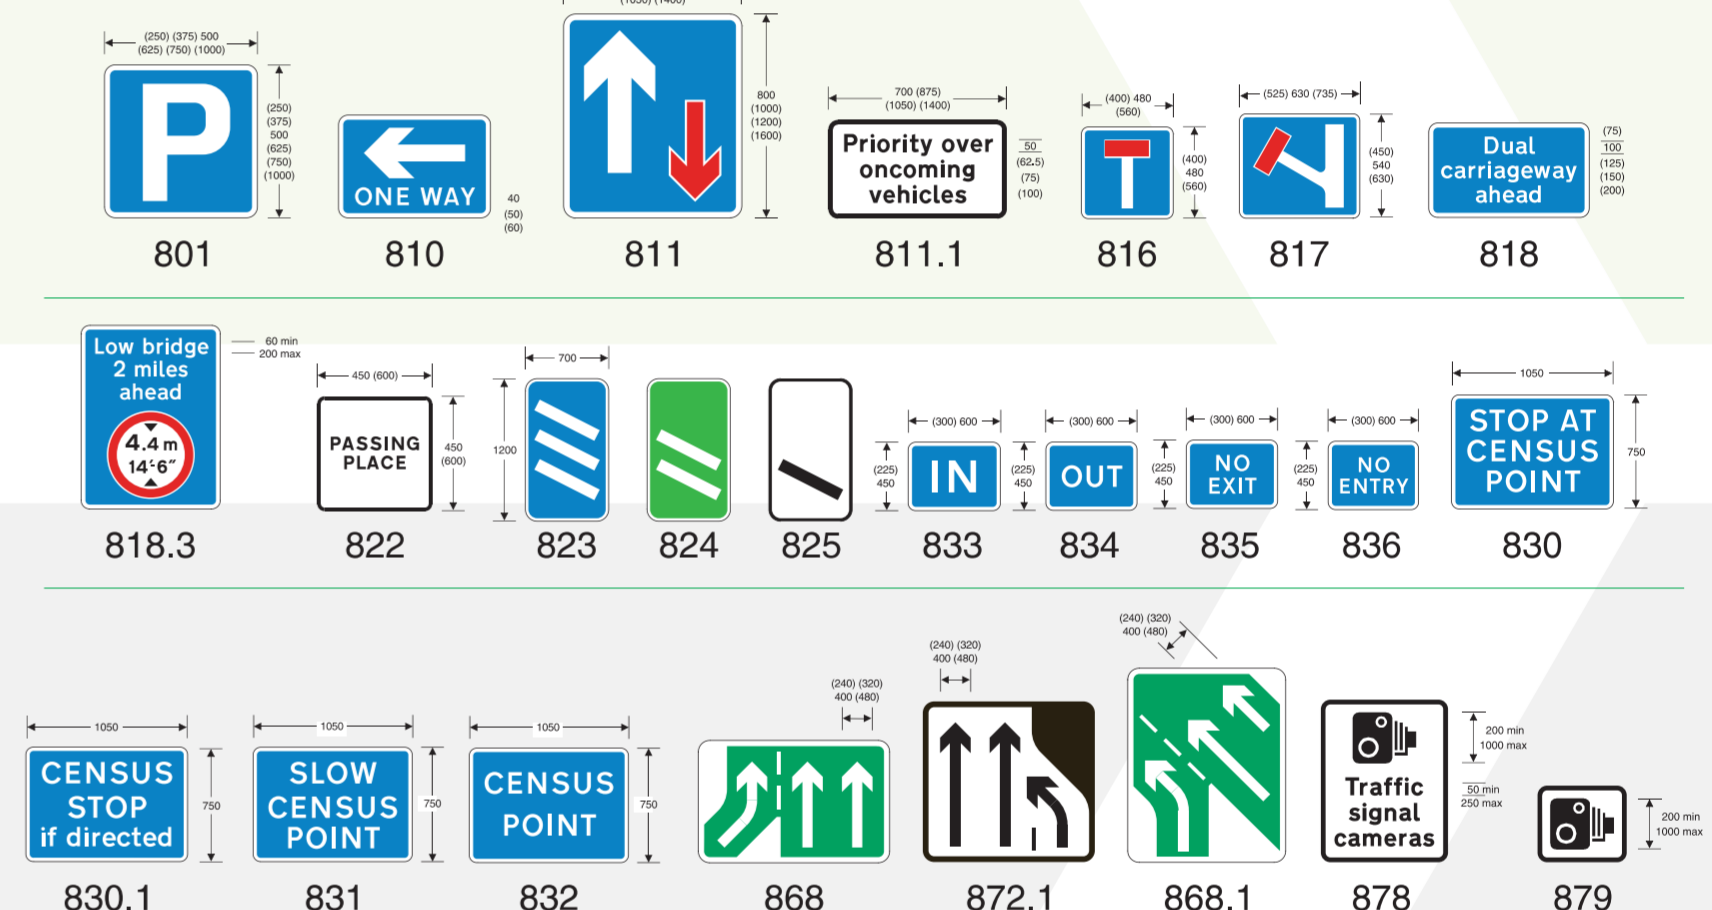 (1050) (1400)
(250) (375) 500
(625) (750) (1000)
P
(250)
(375)
500
(625)
(750)
(1000)
801
ONE WAY
40
(50)
(60)
810
800
(1000)
(1200)
(1600)
811
700 (875)
(1050) (1400)
Priority over
oncoming
vehicles
50
(62.5)
(75)
(100)
811.1
(400) 480
(560)
T
(400)
480
(560)
816
(525) 630 (735)
(450)
540
(630)
817
Dual
carriageway
ahead
(75)
100
(125)
(150)
(200)
818
Low bridge
2 miles
ahead
4.4 m
14'-6"
60 min
200 max
818.3
450 (600)
PASSING
PLACE
450
(600)
822
700
1200
823
824
825
(300) 600
(225)
450
IN
833
(300) 600
(225)
450
OUT
834
(300) 600
(225)
450
NO
EXIT
835
(300) 600
(225)
450
NO
ENTRY
836
1050
STOP AT
CENSUS
POINT
750
830
1050
CENSUS
STOP
if directed
750
830.1
1050
SLOW
CENSUS
POINT
750
831
1050
CENSUS
POINT
750
832
(240) (320)
400 (480)
868
(240) (320)
400 (480)
872.1
(240) (320)
400 (480)
868.1
Traffic
signal
cameras
200 min
1000 max
50 min
250 max
878
200 min
1000 max
879